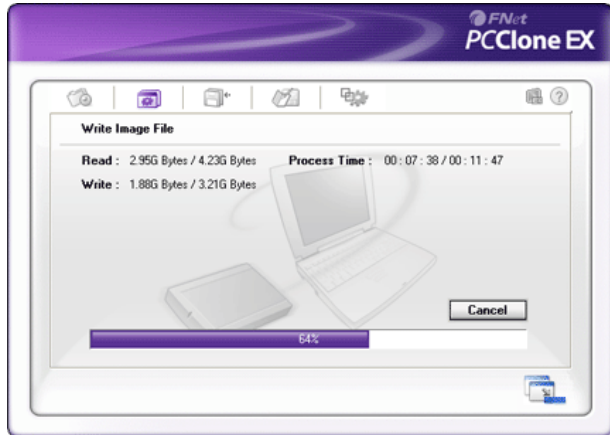 FNet
PCClone EX
Write Image File
Read : 2.95G Bytes / 4.23G Bytes Process Time : 00 : 07 : 38 / 00 : 11 : 47
Write : 1.88G Bytes / 3.21G Bytes
Cancel
64%